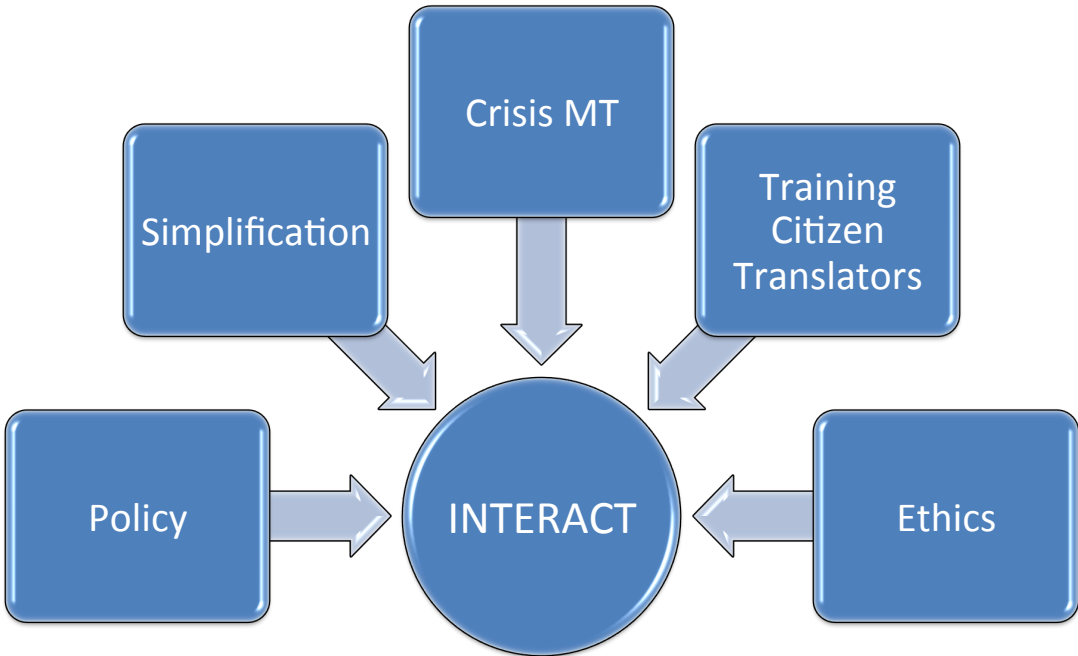 Crisis MT
Simplification
Training
Citizen
Translators
Policy
INTERACT
Ethics